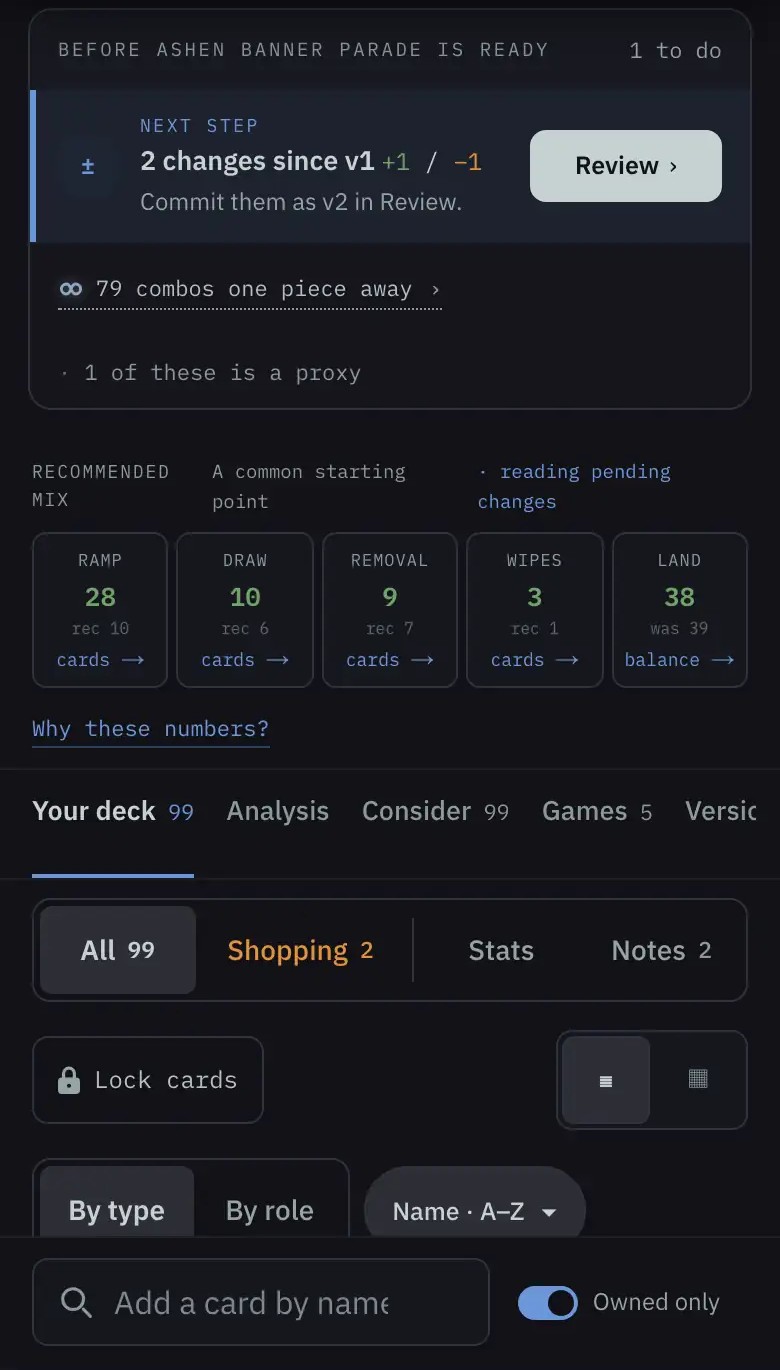 BEFORE ASHEN BANNER PARADE IS READY 1 to do
NEXT STEP
± 2 changes since v1 +1 / −1
Commit them as v2 in Review.
Review ›
∞ 79 combos one piece away ›
· 1 of these is a proxy
RECOMMENDED MIX
A common starting point
· reading pending changes
RAMP
28
rec 10
cards →
DRAW
10
rec 6
cards →
REMOVAL
9
rec 7
cards →
WIPES
3
rec 1
cards →
LAND
38
was 39
balance →
Why these numbers?
Your deck 99 Analysis Consider 99 Games 5 Versic
All 99 Shopping 2 Stats Notes 2
Lock cards
By type By role Name · A–Z
Add a card by name Owned only